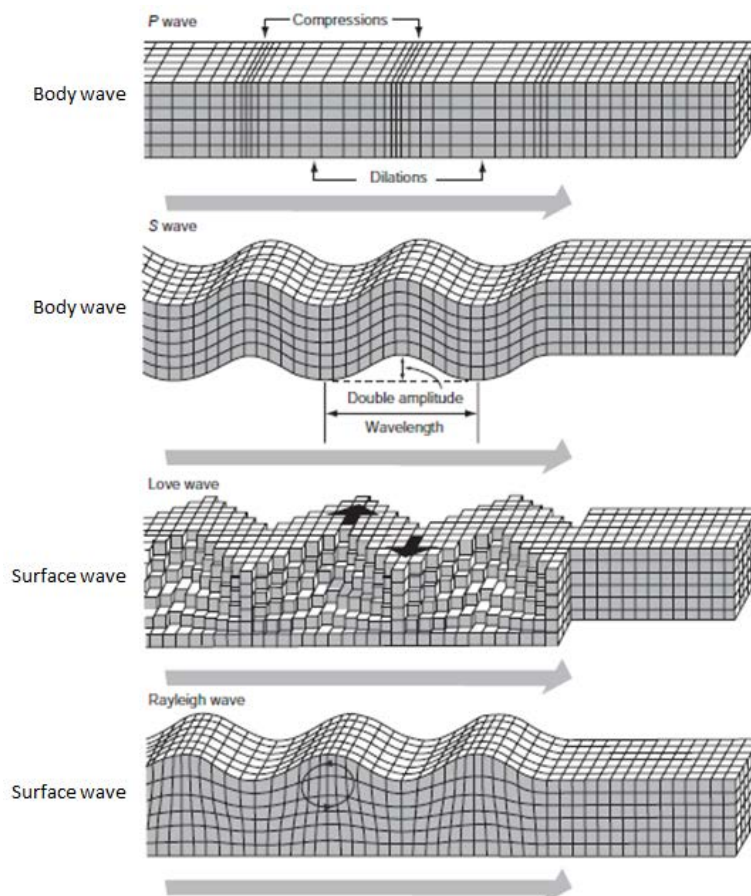 P wave
Compressions
Body wave
Dilations
S wave
Body wave
Double amplitude
Wavelength
Love wave
Surface wave
Rayleigh wave
Surface wave